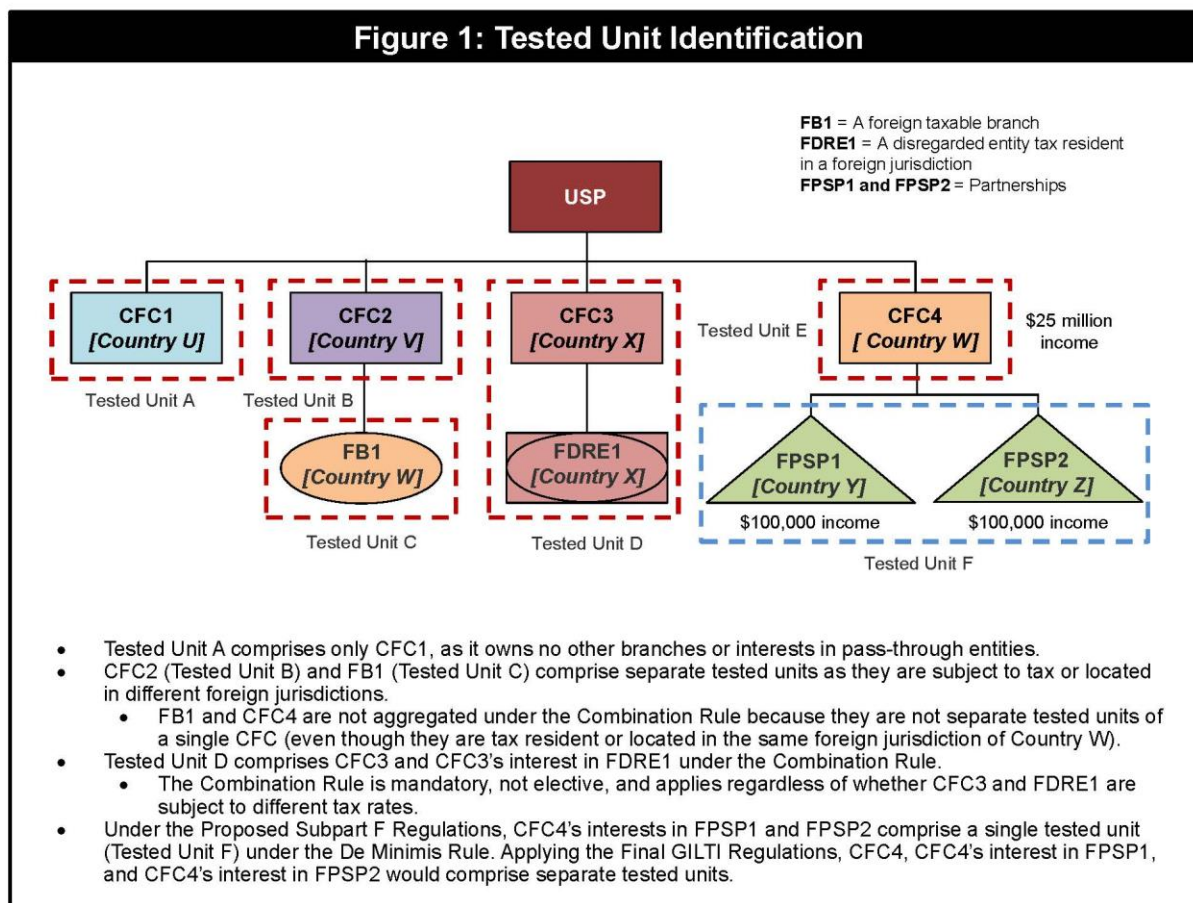 Figure 1: Tested Unit Identification
FB1 = A foreign taxable branch
FDRE1 = A disregarded entity tax resident
in a foreign jurisdiction
FPSP1 and FPSP2 = Partnerships
USP
CFC1
[Country U]
Tested Unit A
CFC2
[Country V]
Tested Unit B
CFC3
[Country X]
Tested Unit E
CFC4
[ Country W]
$25 million
income
FB1
[Country W]
Tested Unit C
FDRE1
[Country X]
Tested Unit D
FPSP1
[Country Y]
$100,000 income
FPSP2
[Country Z]
$100,000 income
Tested Unit F
• Tested Unit A comprises only CFC1, as it owns no other branches or interests in pass-through entities.
• CFC2 (Tested Unit B) and FB1 (Tested Unit C) comprise separate tested units as they are subject to tax or located
in different foreign jurisdictions.
• FB1 and CFC4 are not aggregated under the Combination Rule because they are not separate tested units of
a single CFC (even though they are tax resident or located in the same foreign jurisdiction of Country W).
• Tested Unit D comprises CFC3 and CFC3's interest in FDRE1 under the Combination Rule.
• The Combination Rule is mandatory, not elective, and applies regardless of whether CFC3 and FDRE1 are
subject to different tax rates.
• Under the Proposed Subpart F Regulations, CFC4's interests in FPSP1 and FPSP2 comprise a single tested unit
(Tested Unit F) under the De Minimis Rule. Applying the Final GILTI Regulations, CFC4, CFC4's interest in FPSP1,
and CFC4's interest in FPSP2 would comprise separate tested units.